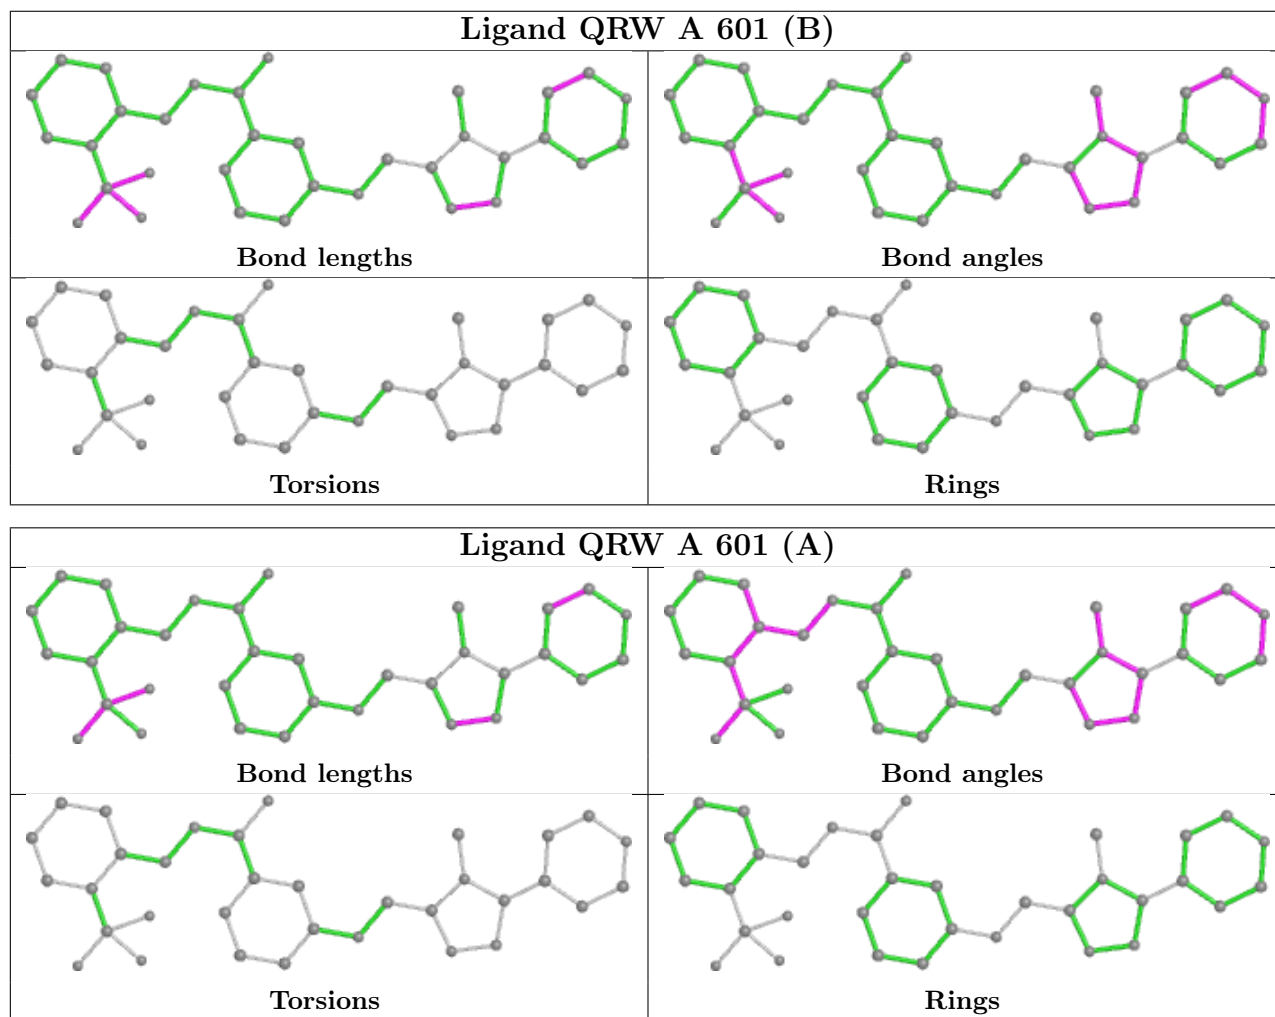 Ligand QRW A 601 (B)
Bond lengths
Bond angles
Torsions
Rings
Ligand QRW A 601 (A)
Bond lengths
Bond angles
Torsions
Rings